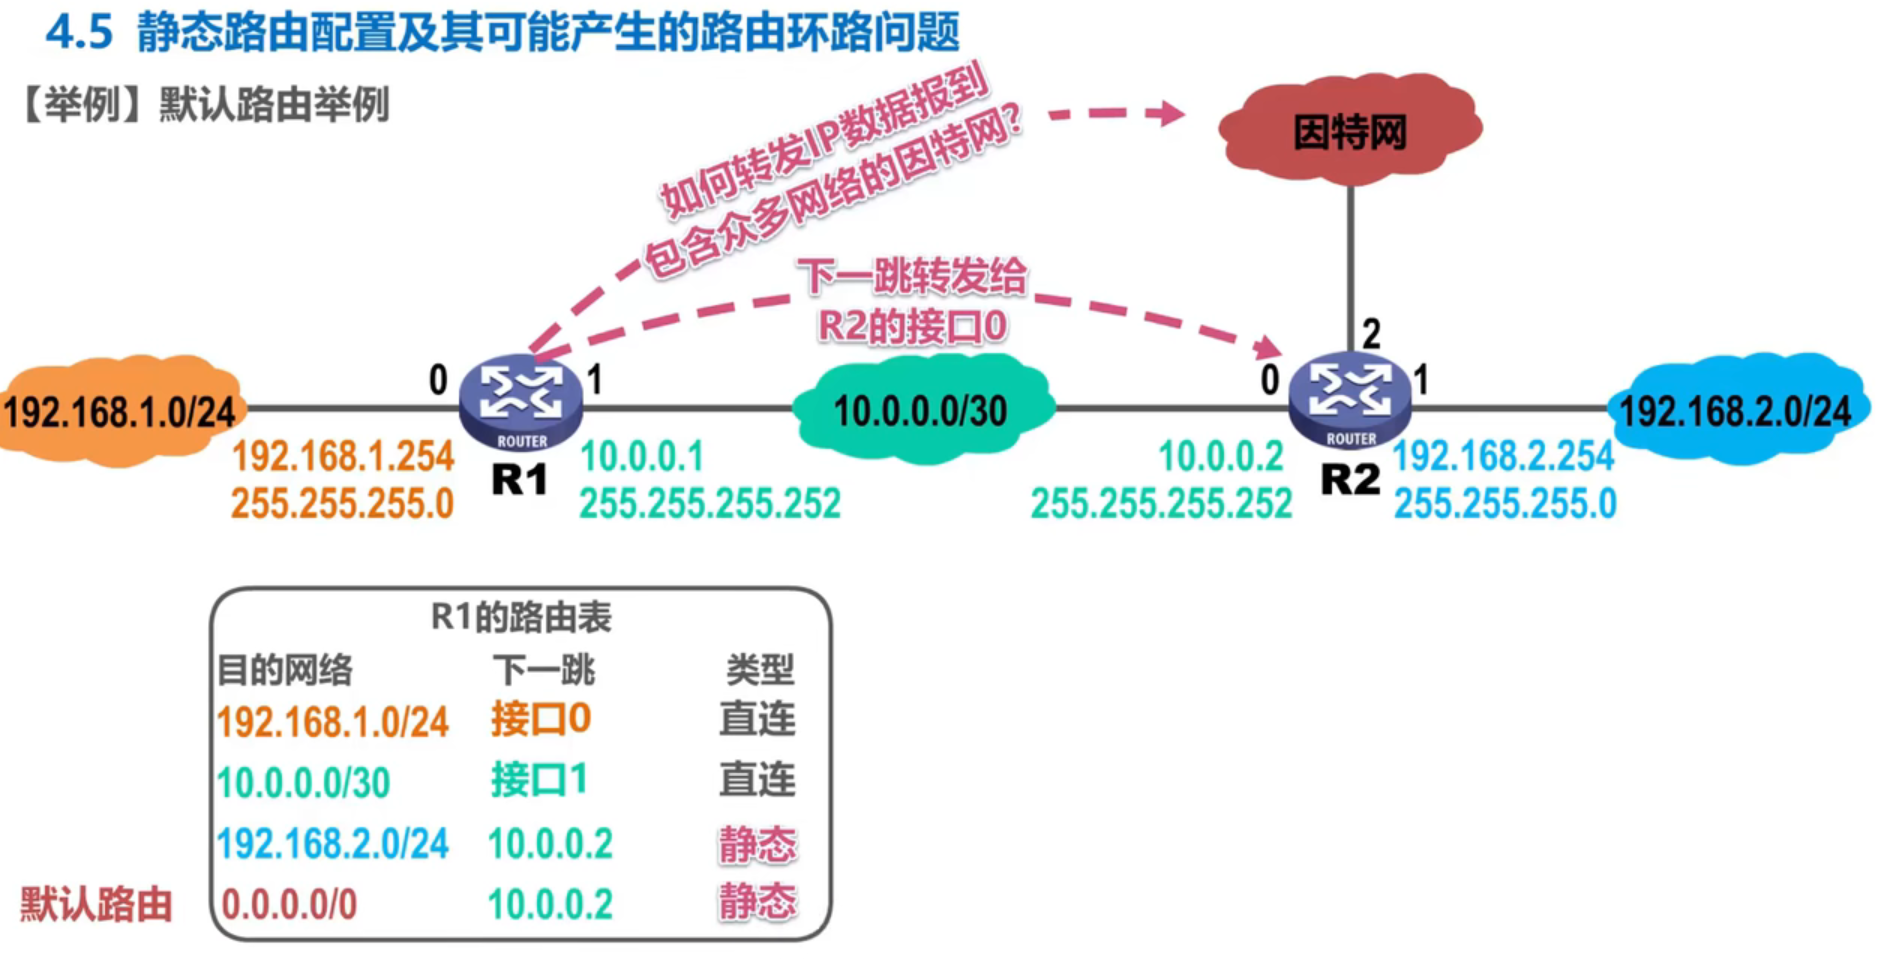 4.5 静态路由配置及其可能产生的路由环路问题
【举例】默认路由举例
如何转发IP数据报到
包含众多网络的因特网？
因特网
下一跳转发给
R2的接口0
2
0
1
0
1
192.168.1.0/24
10.0.0.0/30
192.168.2.0/24
ROUTER
ROUTER
192.168.1.254
255.255.255.0
R1
10.0.0.1
255.255.255.252
10.0.0.2
255.255.255.252
R2
192.168.2.254
255.255.255.0
R1的路由表
目的网络 下一跳 类型
192.168.1.0/24 接口0 直连
10.0.0.0/30 接口1 直连
192.168.2.0/24 10.0.0.2 静态
默认路由 0.0.0.0/0 10.0.0.2 静态